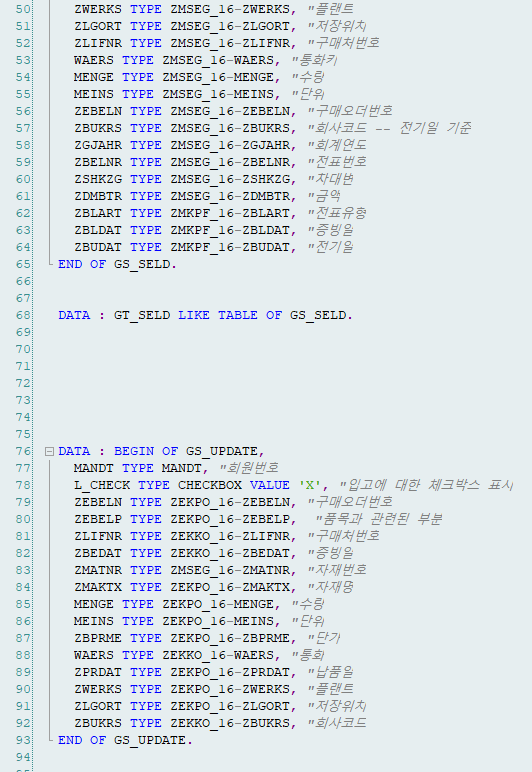 50 ZWERKS TYPE ZMSEG_16-ZWERKS, "플랜트
51 ZLGORT TYPE ZMSEG_16-ZLGORT, "저장위치
52 ZLIFNR TYPE ZMSEG_16-ZLIFNR, "구매처번호
53 WAERS TYPE ZMSEG_16-WAERS, "통화키
54 MENGE TYPE ZMSEG_16-MENGE, "수량
55 MEINS TYPE ZMSEG_16-MEINS, "단위
56 ZEBELN TYPE ZMSEG_16-ZEBELN, "구매오더번호
57 ZBUKRS TYPE ZMSEG_16-ZBUKRS, "회사코드 -- 전기일 기준
58 ZGJAHR TYPE ZMSEG_16-ZGJAHR, "회계연도
59 ZBELNR TYPE ZMSEG_16-ZBELNR, "전표번호
60 ZSHKZG TYPE ZMSEG_16-ZSHKZG, "차대변
61 ZDMBTR TYPE ZMSEG_16-ZDMBTR, "금액
62 ZBLART TYPE ZMKPF_16-ZBLART, "전표유형
63 ZBLDAT TYPE ZMKPF_16-ZBLDAT, "증빙일
64 ZBUDAT TYPE ZMKPF_16-ZBUDAT, "전기일
65 END OF GS_SELD.
66
67
68 DATA : GT_SELD LIKE TABLE OF GS_SELD.
69
70
71
72
73
74
75
76 DATA : BEGIN OF GS_UPDATE,
77 MANDT TYPE MANDT, "회원번호
78 L_CHECK TYPE CHECKBOX VALUE 'X', "입고에 대한 체크박스 표시
79 ZEBELN TYPE ZEKPO_16-ZEBELN, "구매오더번호
80 ZEBELP TYPE ZEKPO_16-ZEBELP, "품목과 관련된 부분
81 ZLIFNR TYPE ZEKKO_16-ZLIFNR, "구매처번호
82 ZBEDAT TYPE ZEKKO_16-ZBEDAT, "증빙일
83 ZMATNR TYPE ZMSEG_16-ZMATNR, "자재번호
84 ZMAKTX TYPE ZEKPO_16-ZMAKTX, "자재명
85 MENGE TYPE ZEKPO_16-MENGE, "수량
86 MEINS TYPE ZEKPO_16-MEINS, "단위
87 ZBPRME TYPE ZEKPO_16-ZBPRME, "단가
88 WAERS TYPE ZEKKO_16-WAERS, "통화
89 ZPRDAT TYPE ZEKPO_16-ZPRDAT, "납품일
90 ZWERKS TYPE ZEKPO_16-ZWERKS, "플랜트
91 ZLGORT TYPE ZEKPO_16-ZLGORT, "저장위치
92 ZBUKRS TYPE ZEKKO_16-ZBUKRS, "회사코드
93 END OF GS_UPDATE.
94